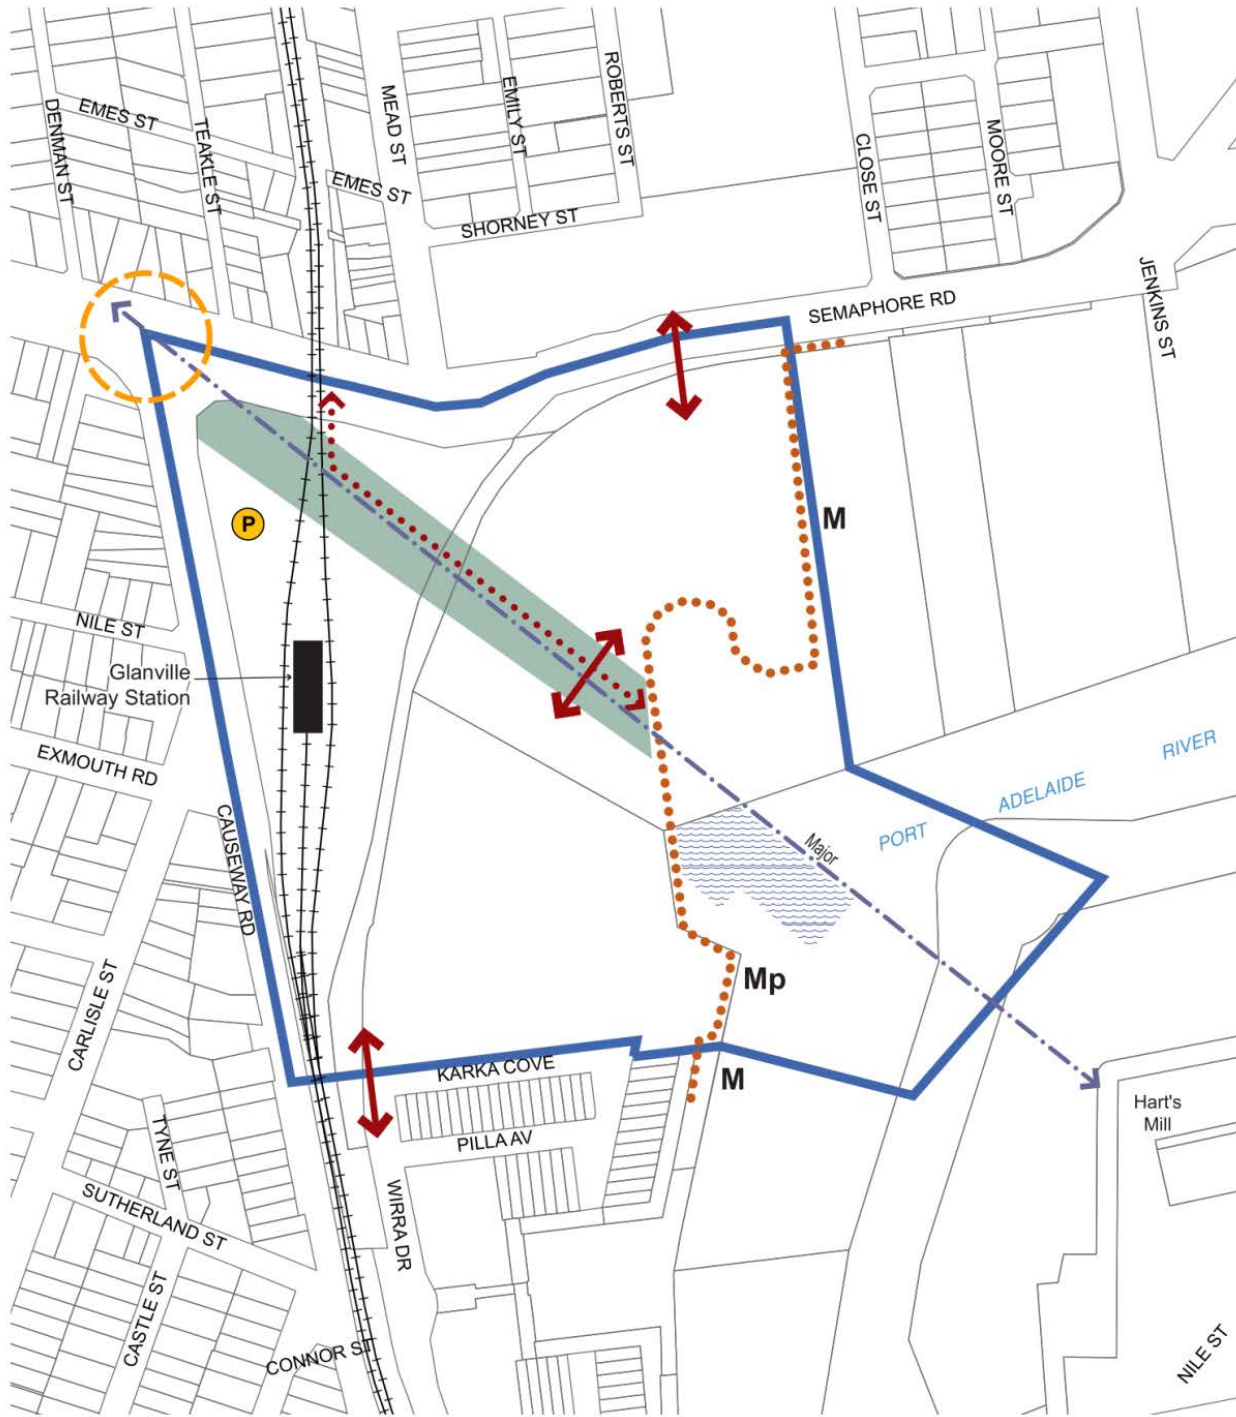 EMES ST
DENMAN ST
TEAKLE ST
MEAD ST
EMILY ST
ROBERTS ST
EMES ST
SHORNEY ST
CLOSE ST
MOORE ST
JENKINS ST
SEMAPHORE RD
P
M
NILE ST
Glanville
Railway Station
EXMOUTH RD
CAUSEWAY RD
RIVER
ADELAIDE
PORT
Major
CARLISLE ST
Mp
KARKA COVE
M
Hart's
Mill
PILLA AV
TYNE ST
WIRRA DR
SUTHERLAND ST
CASTLE ST
CONNOR ST
NILE ST